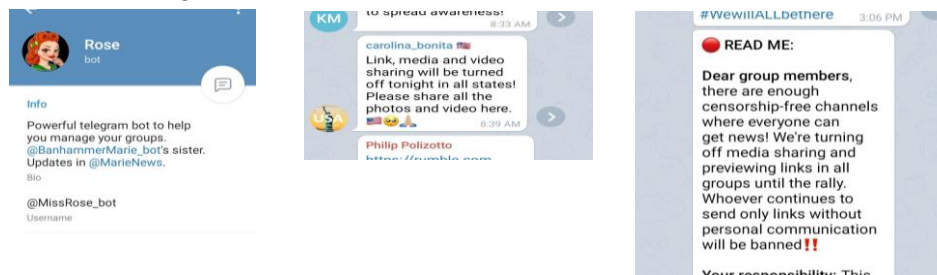 Rose
bot
Info
Powerful telegram bot to help
you manage your groups.
@BanhammerMarie_bot's sister.
Updates in @MarieNews.
Bio
@MissRose_bot
Username
KM
to spread awareness!
8:33 AM
carolina_bonita 🇺🇸
Link, media and video
sharing will be turned
off tonight in all states!
Please share all the
photos and video here.
🇺🇸🥺🙏🏼 8:39 AM
USA
Philip Polizotto
https://rumble.com
#WewillALLbethere 3:06 PM
🔴 READ ME:
Dear group members,
there are enough
censorship-free channels
where everyone can
get news! We're turning
off media sharing and
previewing links in all
groups until the rally.
Whoever continues to
send only links without
personal communication
will be banned‼️
Your responsibility: This